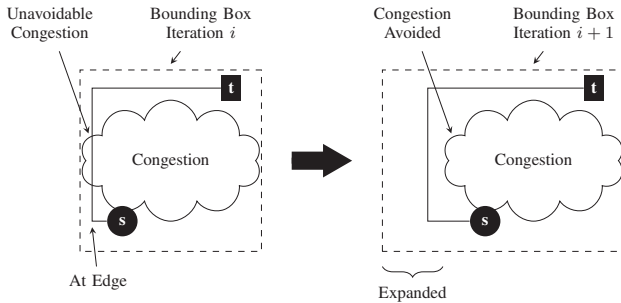 Unavoidable
Congestion
Bounding Box
Iteration i
t
Congestion
s
At Edge
Congestion
Avoided
Bounding Box
Iteration i + 1
t
Congestion
s
Expanded